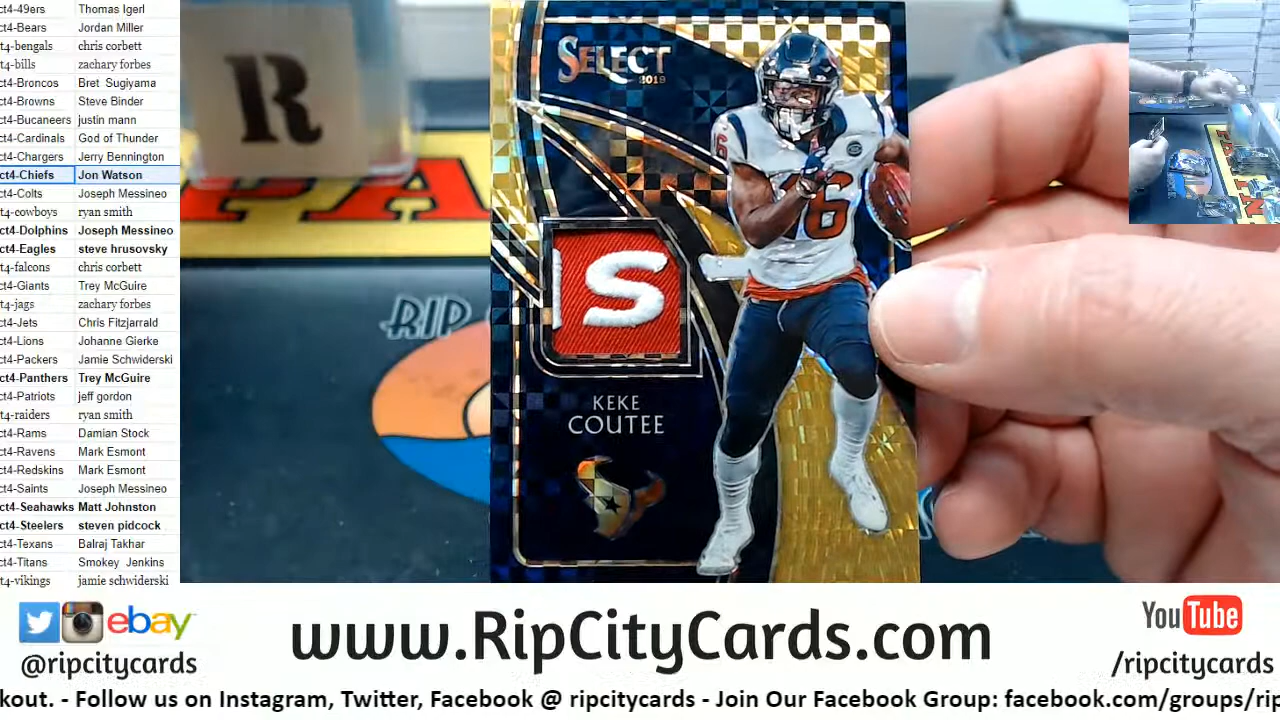 ct4-49ers Thomas Igerl
ct4-Bears Jordan Miller
t4-bengals chris corbett
t4-bills zachary forbes
ct4-Broncos Bret Sugiyama
ct4-Browns Steve Binder
ct4-Bucaneers justin mann
ct4-Cardinals God of Thunder
ct4-Chargers Jerry Bennington
ct4-Chiefs Jon Watson
ct4-Colts Joseph Messineo
t4-cowboys ryan smith
ct4-Dolphins Joseph Messineo
ct4-Eagles steve hrusovsky
t4-falcons chris corbett
ct4-Giants Trey McGuire
t4-jags zachary forbes
ct4-Jets Chris Fitzjarrald
ct4-Lions Johanne Gierke
ct4-Packers Jamie Schwiderski
ct4-Panthers Trey McGuire
ct4-Patriots jeff gordon
ct4-raiders ryan smith
ct4-Rams Damian Stock
ct4-Ravens Mark Esmont
ct4-Redskins Mark Esmont
ct4-Saints Joseph Messineo
ct4-Seahawks Matt Johnston
ct4-Steelers steven pidcock
ct4-Texans Balraj Takhar
ct4-Titans Smokey Jenkins
t4-vikings jamie schwiderski
R
PA
RIP
SELECT
2019
16
S
KEKE
COUTEE
ebay
@ripcitycards
www.RipCityCards.com
YouTube
/ripcitycards
kout. - Follow us on Instagram, Twitter, Facebook @ ripcitycards - Join Our Facebook Group: facebook.com/groups/rip